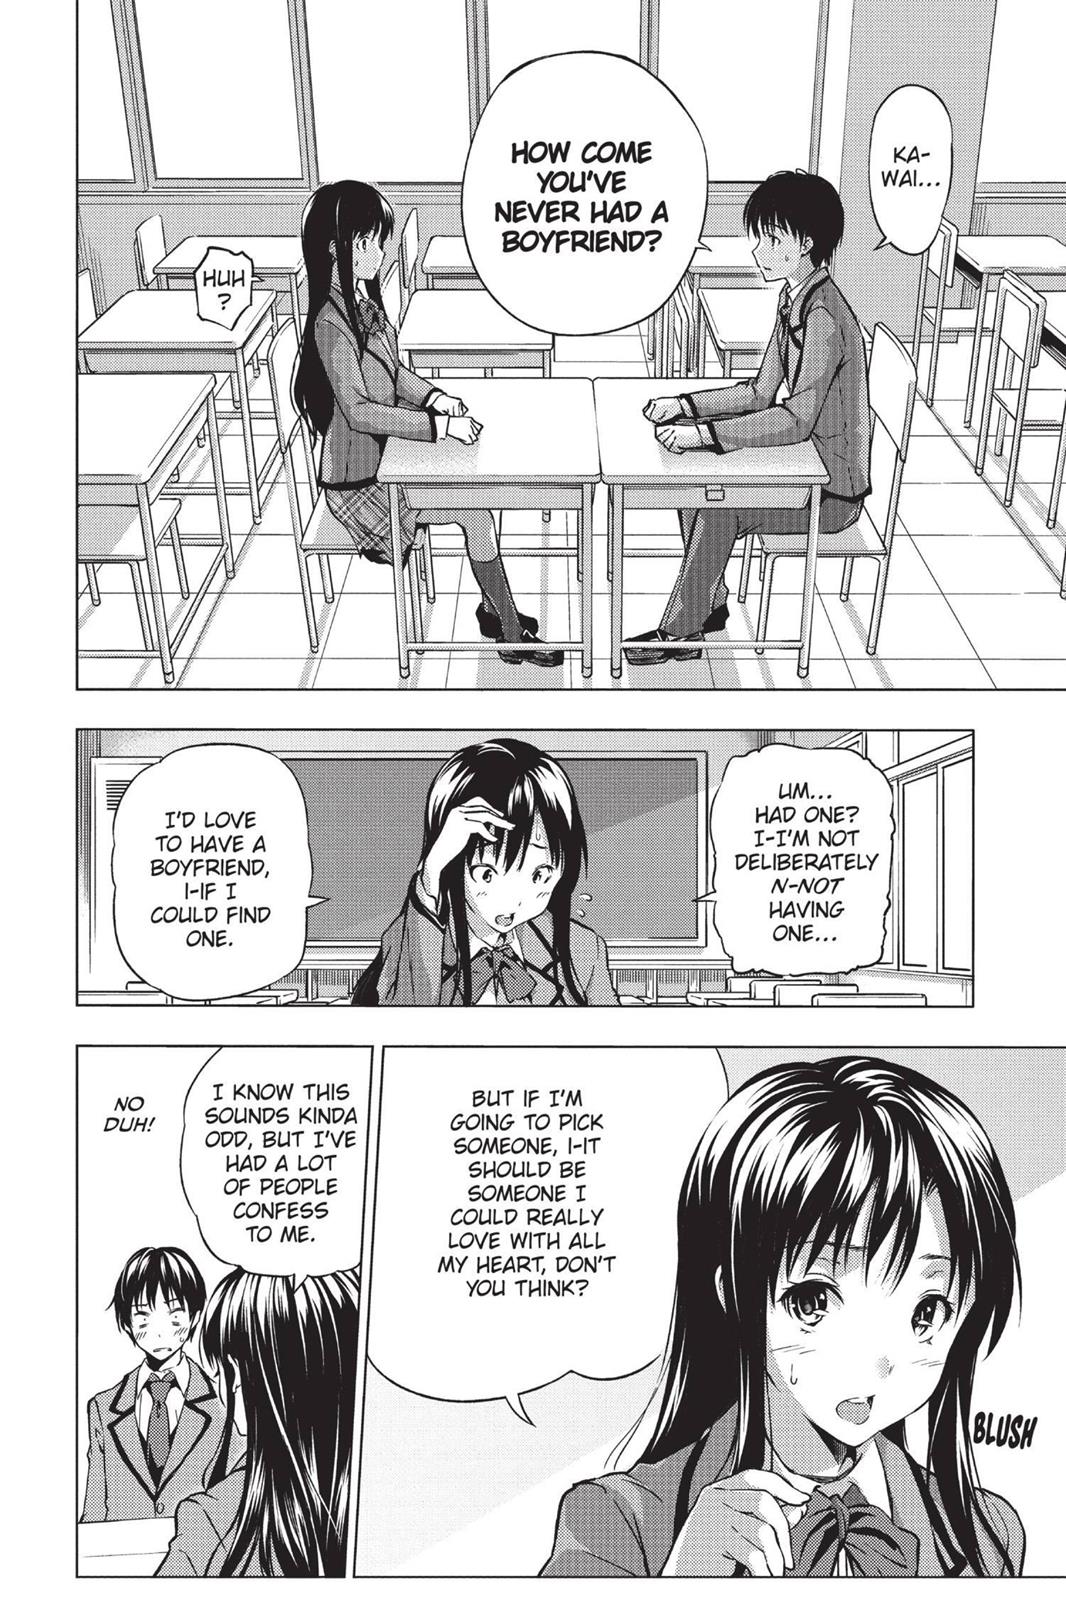 KA-
WAI...
HOW COME
YOU'VE
NEVER HAD A
BOYFRIEND?
HUH
?
UM...
HAD ONE?
I-I'M NOT
DELIBERATELY
N-NOT
HAVING
ONE...
I'D LOVE
TO HAVE A
BOYFRIEND,
I-IF I
COULD FIND
ONE.
BUT IF I'M
GOING TO PICK
SOMEONE, I-IT
SHOULD BE
SOMEONE I
COULD REALLY
LOVE WITH ALL
MY HEART, DON'T
YOU THINK?
BLUSH
I KNOW THIS
SOUNDS KINDA
ODD, BUT I'VE
HAD A LOT
OF PEOPLE
CONFESS
TO ME.
NO
DUH!